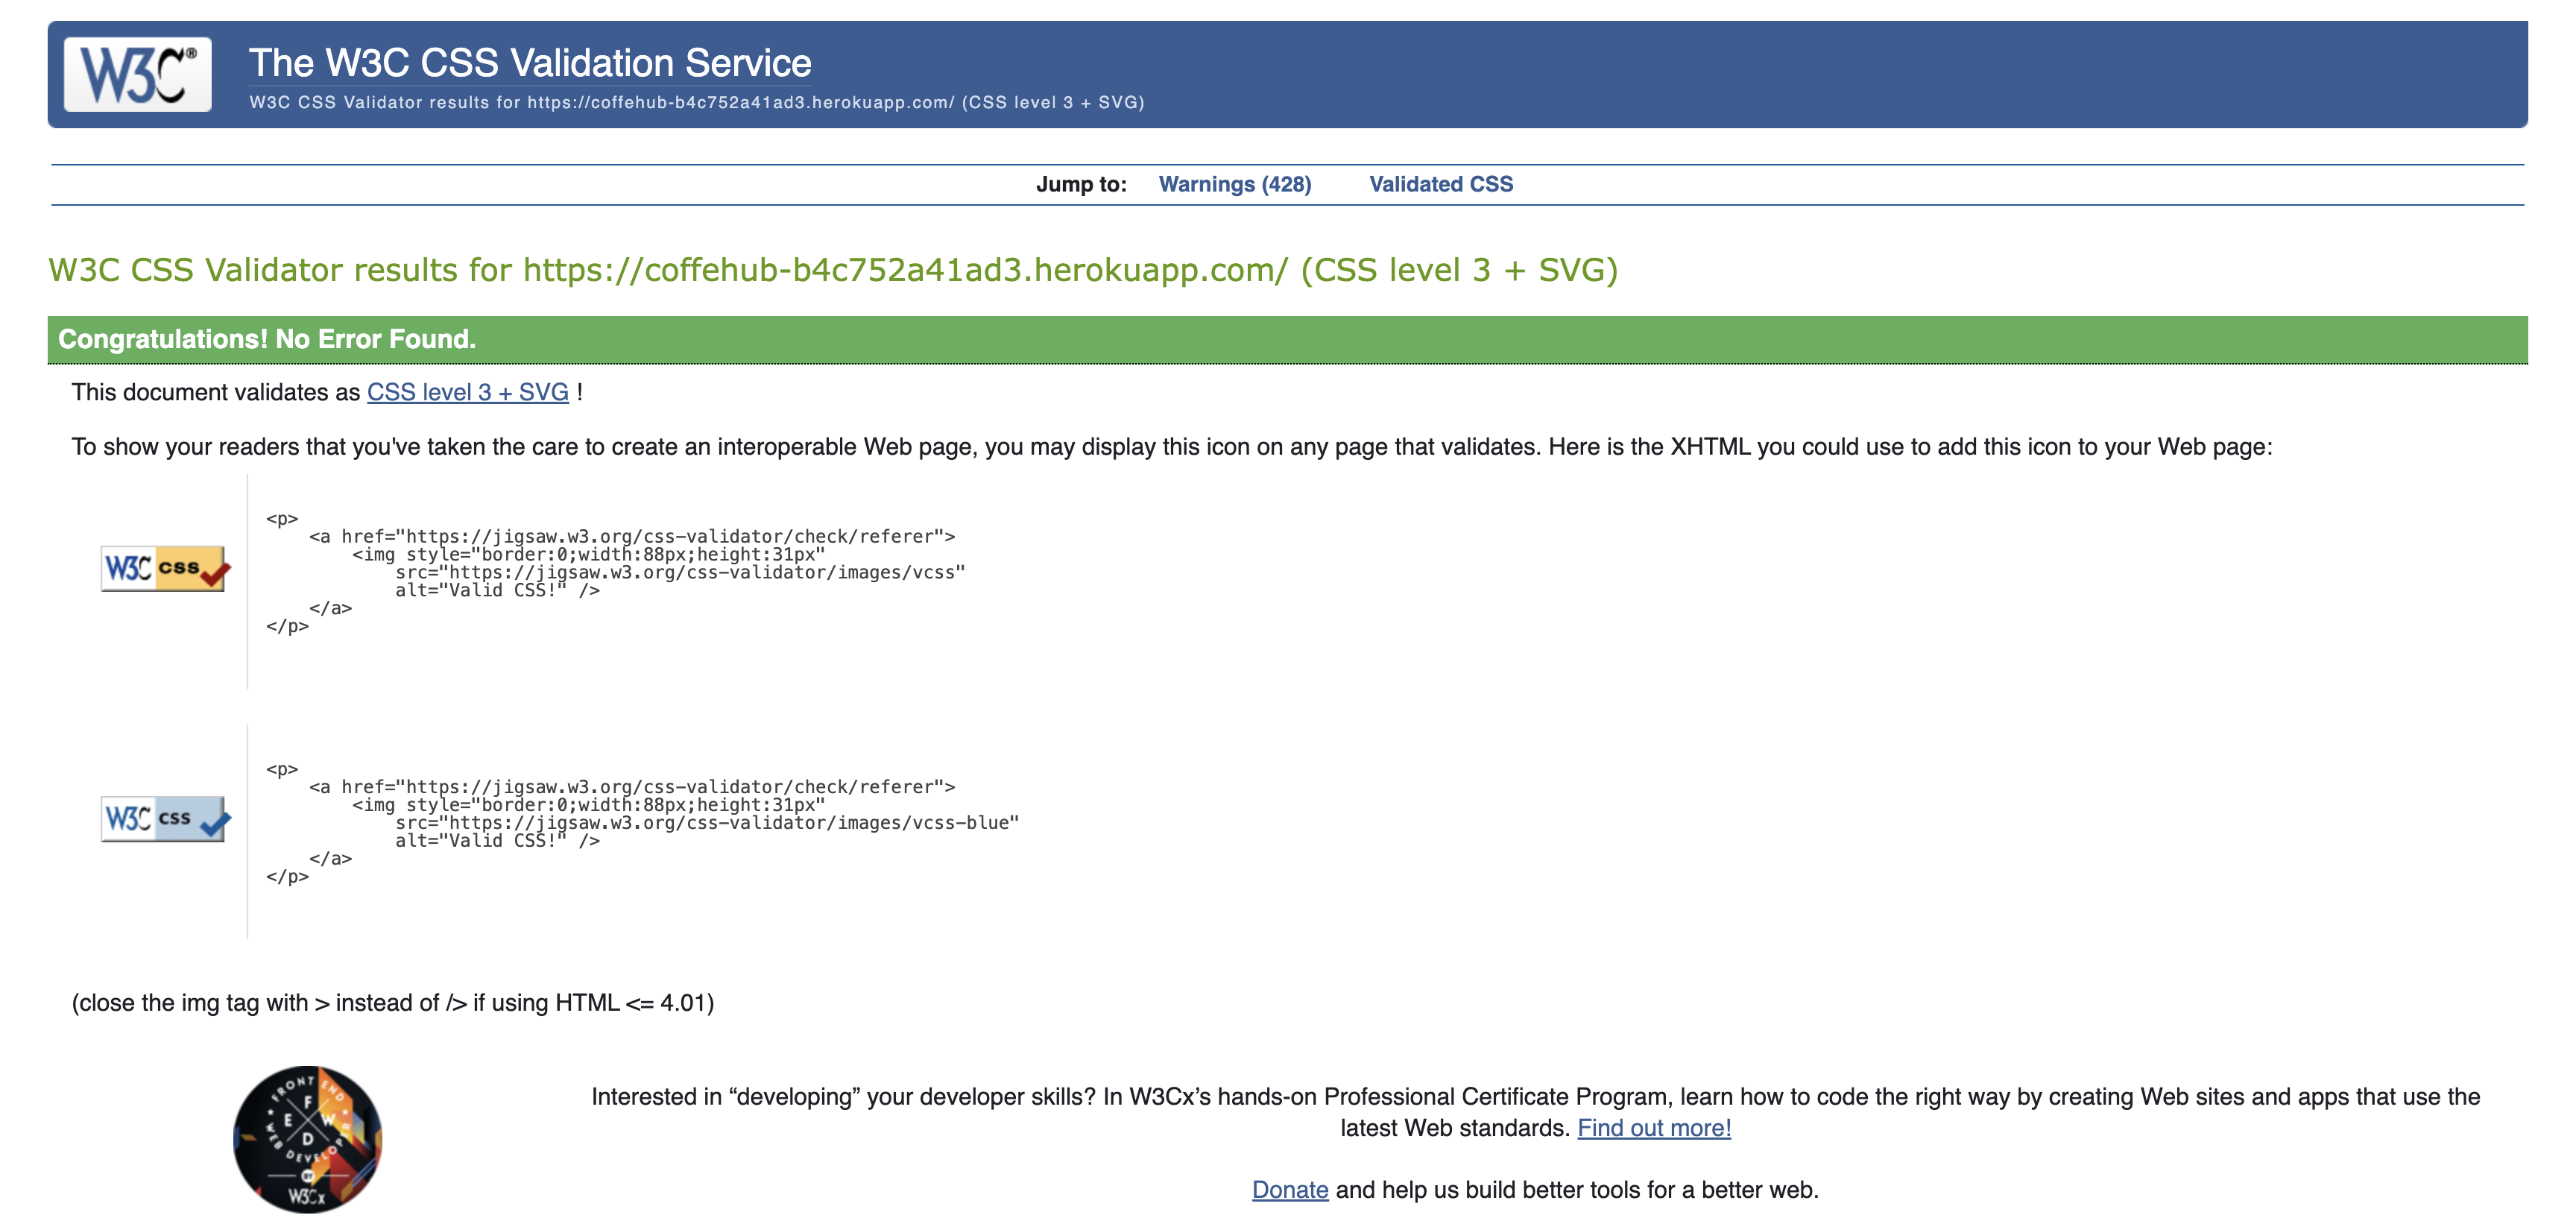 W3C®
The W3C CSS Validation Service
W3C CSS Validator results for https://coffehub-b4c752a41ad3.herokuapp.com/ (CSS level 3 + SVG)
Jump to: Warnings (428) Validated CSS
W3C CSS Validator results for https://coffehub-b4c752a41ad3.herokuapp.com/ (CSS level 3 + SVG)
Congratulations! No Error Found.
This document validates as CSS level 3 + SVG !
To show your readers that you've taken the care to create an interoperable Web page, you may display this icon on any page that validates. Here is the XHTML you could use to add this icon to your Web page:
W3C css
<p>
<a href="https://jigsaw.w3.org/css-validator/check/referer">
<img style="border:0;width:88px;height:31px"
src="https://jigsaw.w3.org/css-validator/images/vcss"
alt="Valid CSS!" />
</a>
</p>
W3C css
<p>
<a href="https://jigsaw.w3.org/css-validator/check/referer">
<img style="border:0;width:88px;height:31px"
src="https://jigsaw.w3.org/css-validator/images/vcss-blue"
alt="Valid CSS!" />
</a>
</p>
(close the img tag with > instead of /> if using HTML <= 4.01)
FRONT END WEB DEVELOPER
F
E W
D
BY
W3Cx
Interested in “developing” your developer skills? In W3Cx’s hands-on Professional Certificate Program, learn how to code the right way by creating Web sites and apps that use the
latest Web standards. Find out more!
Donate and help us build better tools for a better web.